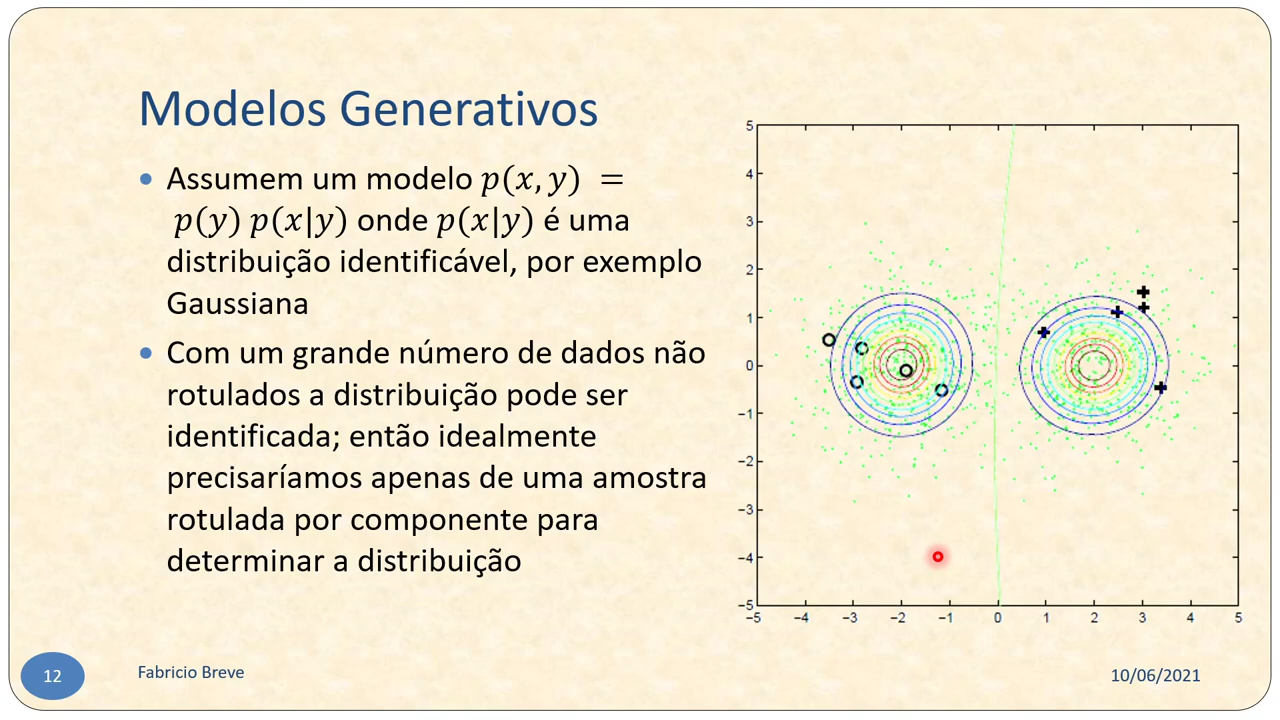 Modelos Generativos
• Assumem um modelo p(x, y) =
p(y) p(x|y) onde p(x|y) é uma
distribuição identificável, por exemplo
Gaussiana
• Com um grande número de dados não
rotulados a distribuição pode ser
identificada; então idealmente
precisaríamos apenas de uma amostra
rotulada por componente para
determinar a distribuição
5
4
3
2
1
0
−1
−2
−3
−4
−5
−5 −4 −3 −2 −1 0 1 2 3 4 5
12
Fabricio Breve
10/06/2021